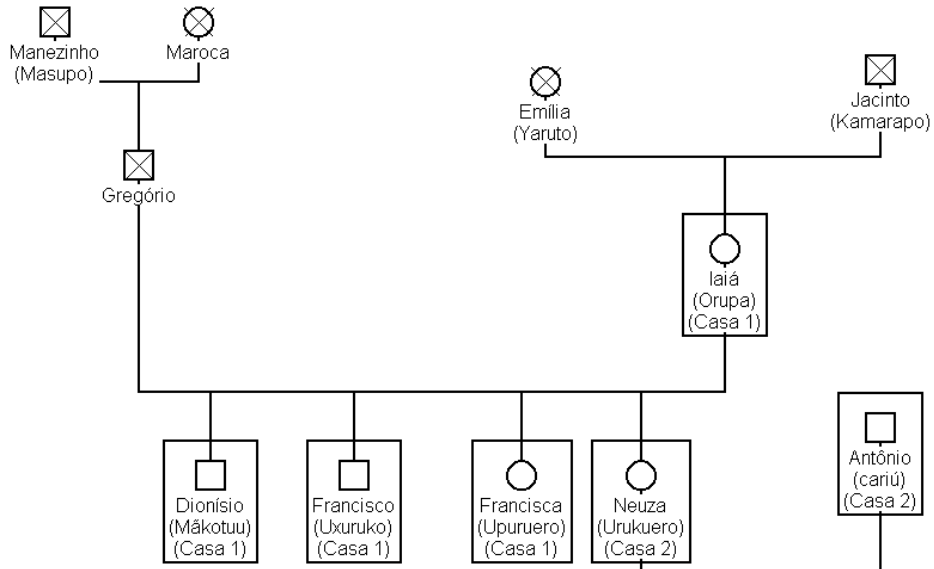 Manezinho
(Masupo)
Maroca
Emília
(Yaruto)
Jacinto
(Kamarapo)
Gregório
Iaiá
(Orupa)
(Casa 1)
Dionísio
(Mâkotuu)
(Casa 1)
Francisco
(Uxuruko)
(Casa 1)
Francisca
(Upuruero)
(Casa 1)
Neuza
(Urukuero)
(Casa 2)
Antônio
(cariú)
(Casa 2)